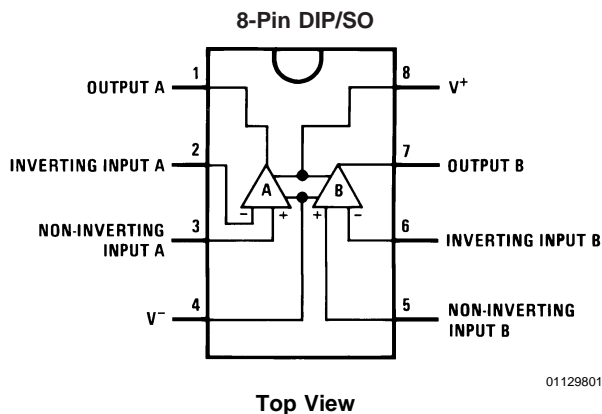 8-Pin DIP/SO
1
OUTPUT A
8
V+
2
INVERTING INPUT A
7
OUTPUT B
A
B
- +
+ -
3
NON-INVERTING
INPUT A
6
INVERTING INPUT B
4
V-
5
NON-INVERTING
INPUT B
01129801
Top View